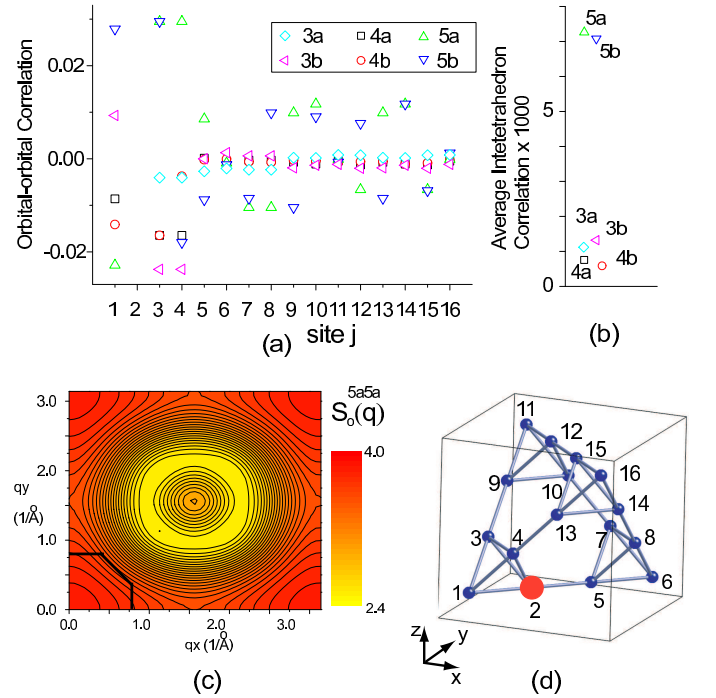 Orbital-orbital Correlation
0.02
0.00
-0.02
3a 4a 5a
3b 4b 5b
1 2 3 4 5 6 7 8 9 10 11 12 13 14 15 16
site j
(a)
Average Intetetrahedron
Correlation x 1000
5
0
5a
5b
3a
3b
4a
4b
(b)
qy
(1/Å)
3.0
2.0
1.0
0.0
0.0 1.0 2.0 3.0
qx (1/Å)
5a5a
So(q)
4.0
2.4
(c)
11
12
15
16
9
10
14
13
7
8
3
4
1
2
5
6
z
y
x
(d)